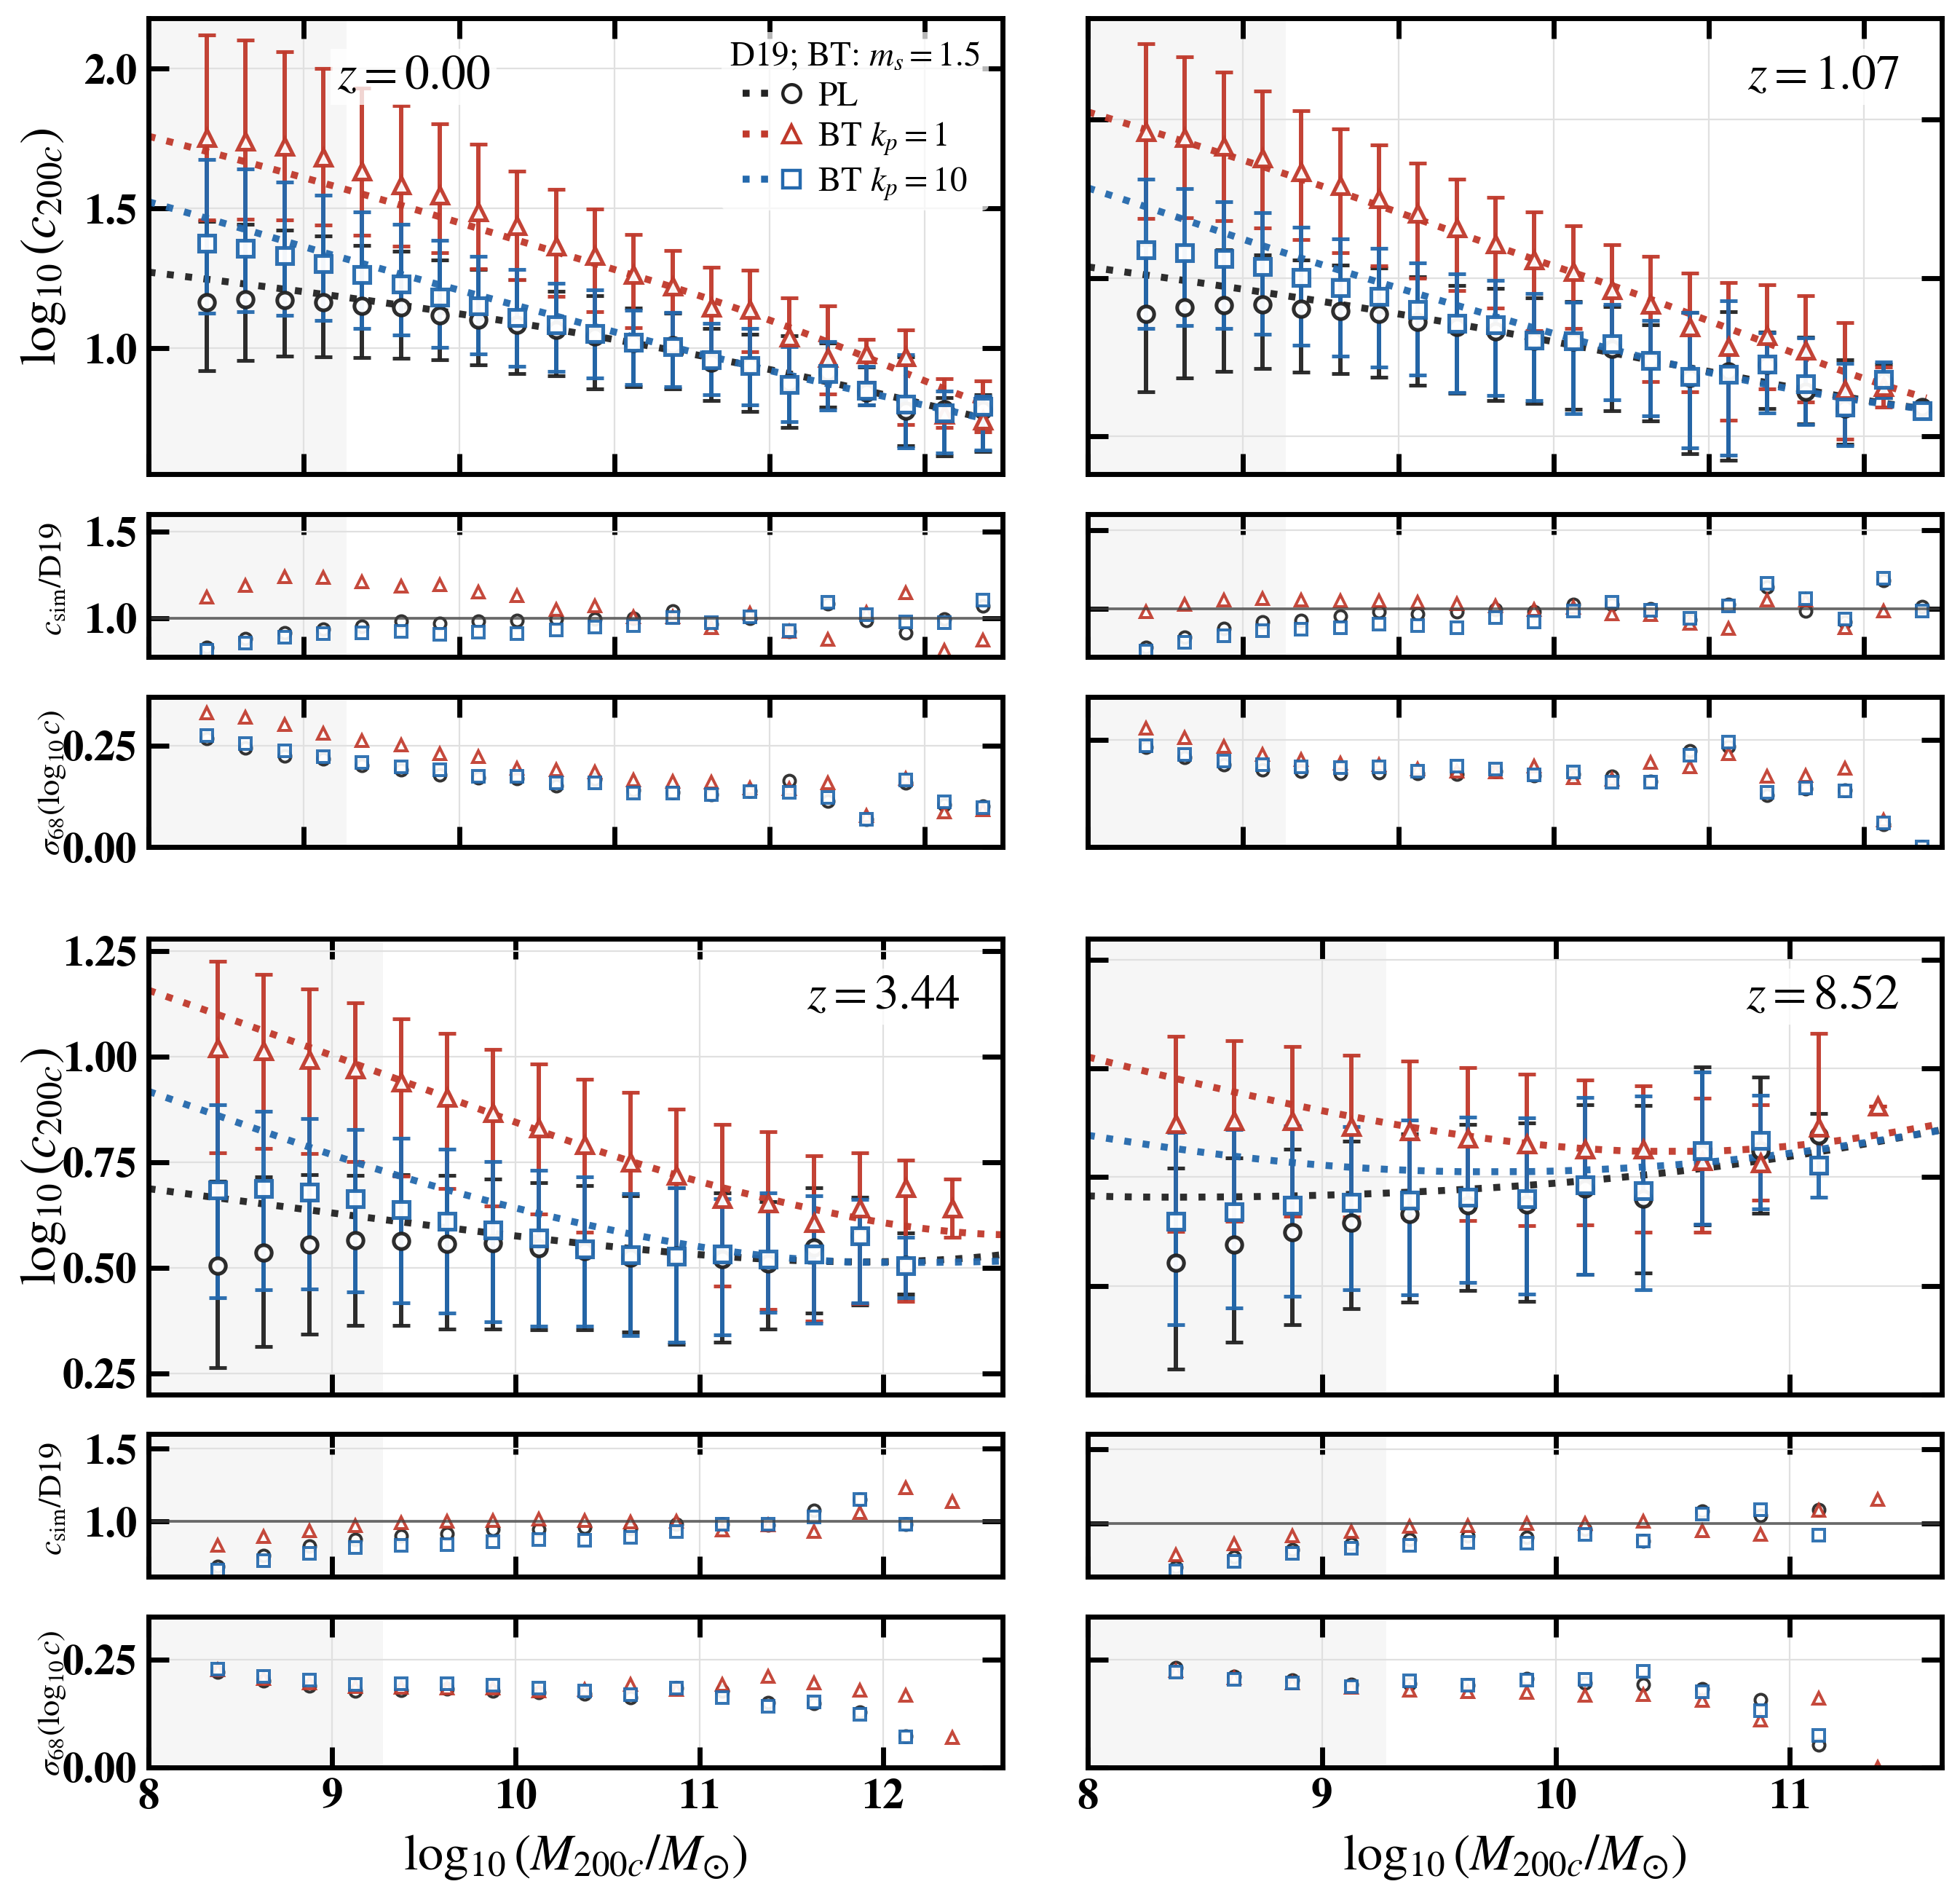 log₁₀(c₂₀₀c)
2.0
1.5
1.0
z = 0.00
D19; BT: mₛ = 1.5
PL
BT kₚ = 1
BT kₚ = 10
z = 1.07
c_sim/D19
1.5
1.0
σ₆₈(log₁₀c)
0.25
0.00
log₁₀(c₂₀₀c)
1.25
1.00
0.75
0.50
0.25
z = 3.44
z = 8.52
c_sim/D19
1.5
1.0
σ₆₈(log₁₀c)
0.25
0.00
8 9 10 11 12
8 9 10 11
log₁₀(M₂₀₀c/M⊙)
log₁₀(M₂₀₀c/M⊙)